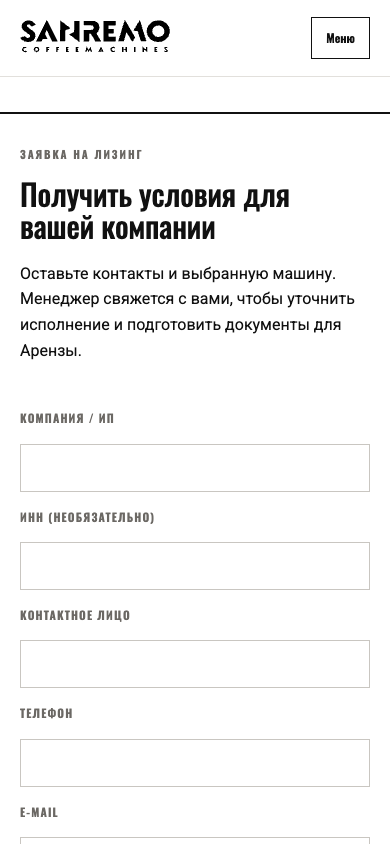 SANREMO
COFFEEMACHINES
Меню
ЗАЯВКА НА ЛИЗИНГ
Получить условия для
вашей компании
Оставьте контакты и выбранную машину.
Менеджер свяжется с вами, чтобы уточнить
исполнение и подготовить документы для
Арензы.
КОМПАНИЯ / ИП
ИНН (НЕОБЯЗАТЕЛЬНО)
КОНТАКТНОЕ ЛИЦО
ТЕЛЕФОН
E-MAIL